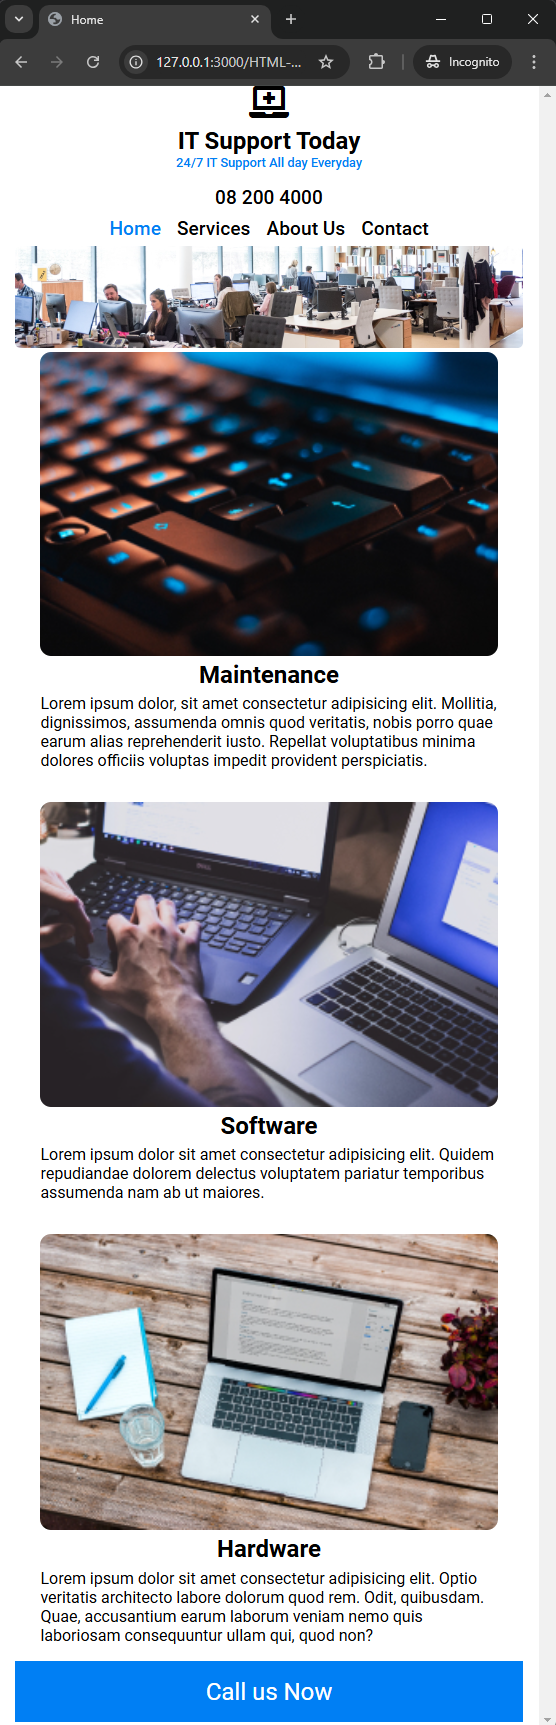 Home
127.0.0.1:3000/HTML-...
Incognito
IT Support Today
24/7 IT Support All day Everyday
08 200 4000
Home Services About Us Contact
Maintenance
Lorem ipsum dolor, sit amet consectetur adipisicing elit. Mollitia,
dignissimos, assumenda omnis quod veritatis, nobis porro quae
earum alias reprehenderit iusto. Repellat voluptatibus minima
dolores officiis voluptas impedit provident perspiciatis.
Software
Lorem ipsum dolor sit amet consectetur adipisicing elit. Quidem
repudiandae dolorem delectus voluptatem pariatur temporibus
assumenda nam ab ut maiores.
Hardware
Lorem ipsum dolor sit amet consectetur adipisicing elit. Optio
veritatis architecto labore dolorum quod rem. Odit, quibusdam.
Quae, accusantium earum laborum veniam nemo quis
laboriosam consequuntur ullam qui, quod non?
Call us Now